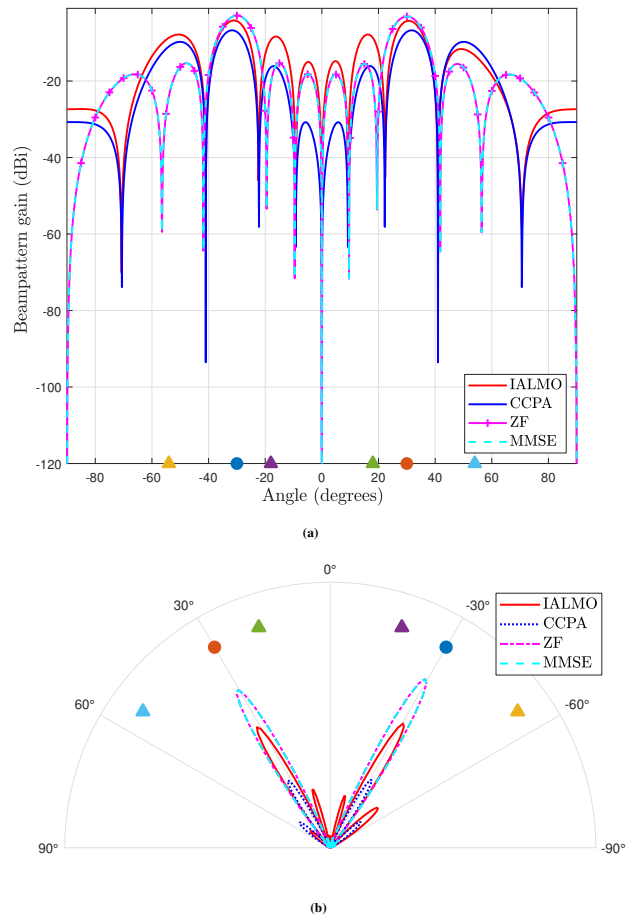 -20
-40
-60
-80
-100
-120
Beampattern gain (dBi)
-80
-60
-40
-20
0
20
40
60
80
Angle (degrees)
IALMO
CCPA
ZF
MMSE
(a)
0°
30°
-30°
60°
-60°
90°
-90°
IALMO
CCPA
ZF
MMSE
(b)